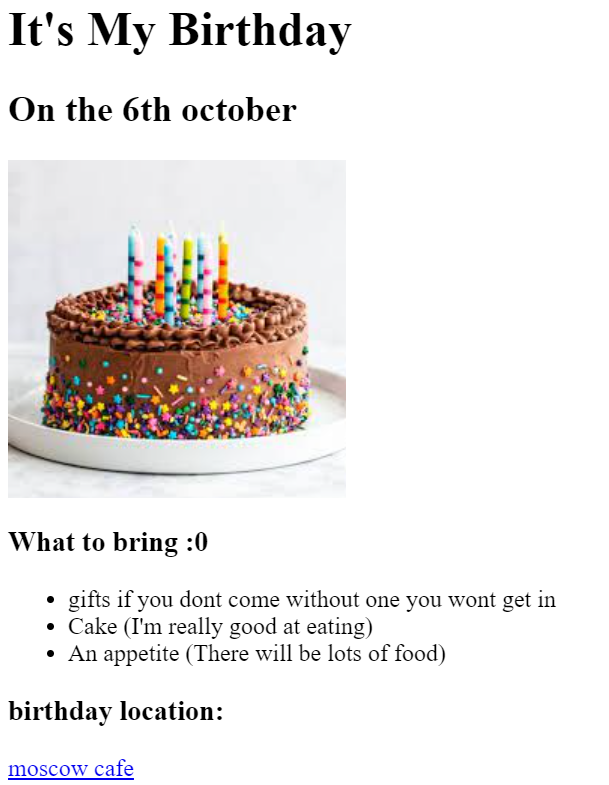 It's My Birthday
On the 6th october
What to bring :0
gifts if you dont come without one you wont get in
Cake (I'm really good at eating)
An appetite (There will be lots of food)
birthday location:
moscow cafe